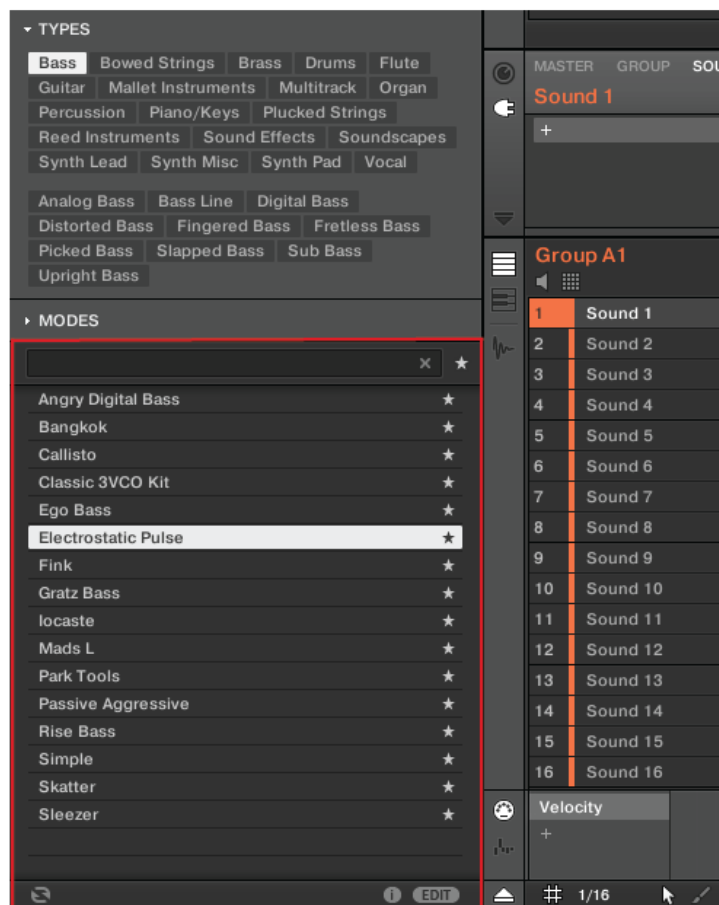 TYPES
Bass Bowed Strings Brass Drums Flute
Guitar Mallet Instruments Multitrack Organ
Percussion Piano/Keys Plucked Strings
Reed Instruments Sound Effects Soundscapes
Synth Lead Synth Misc Synth Pad Vocal
Analog Bass Bass Line Digital Bass
Distorted Bass Fingered Bass Fretless Bass
Picked Bass Slapped Bass Sub Bass
Upright Bass
MODES
Angry Digital Bass
Bangkok
Callisto
Classic 3VCO Kit
Ego Bass
Electrostatic Pulse
Fink
Gratz Bass
locaste
Mads L
Park Tools
Passive Aggressive
Rise Bass
Simple
Skatter
Sleezer
i EDIT
MASTER GROUP SOU
Sound 1
+
Group A1
1 Sound 1
2 Sound 2
3 Sound 3
4 Sound 4
5 Sound 5
6 Sound 6
7 Sound 7
8 Sound 8
9 Sound 9
10 Sound 10
11 Sound 11
12 Sound 12
13 Sound 13
14 Sound 14
15 Sound 15
16 Sound 16
Velocity
+
1/16